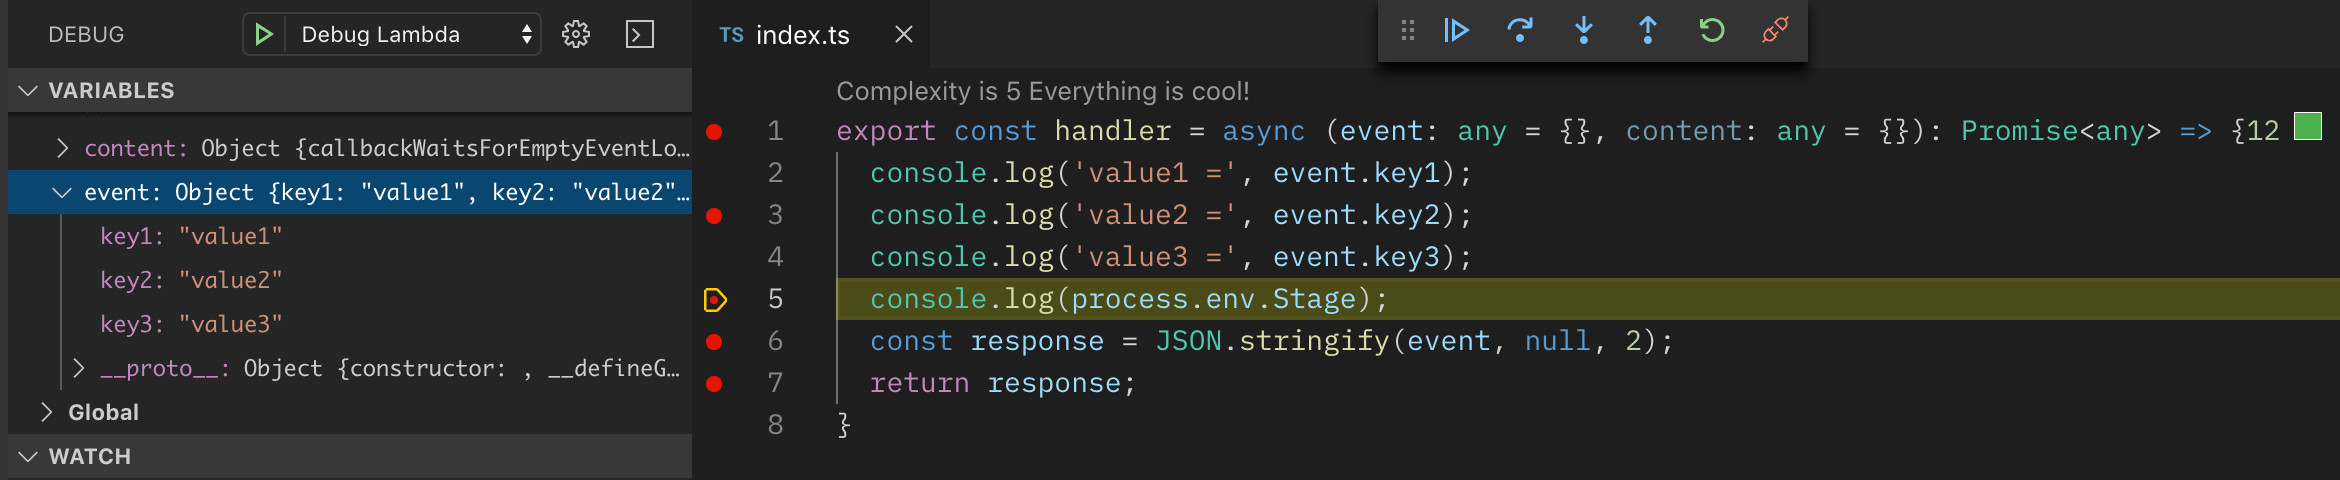 DEBUG
Debug Lambda
VARIABLES
content: Object {callbackWaitsForEmptyEventLo…
event: Object {key1: "value1", key2: "value2"…
key1: "value1"
key2: "value2"
key3: "value3"
__proto__: Object {constructor: , __defineG…
Global
WATCH
TS index.ts
Complexity is 5 Everything is cool!
1 export const handler = async (event: any = {}, content: any = {}): Promise<any> => {12
2 console.log('value1 =', event.key1);
3 console.log('value2 =', event.key2);
4 console.log('value3 =', event.key3);
5 console.log(process.env.Stage);
6 const response = JSON.stringify(event, null, 2);
7 return response;
8 }